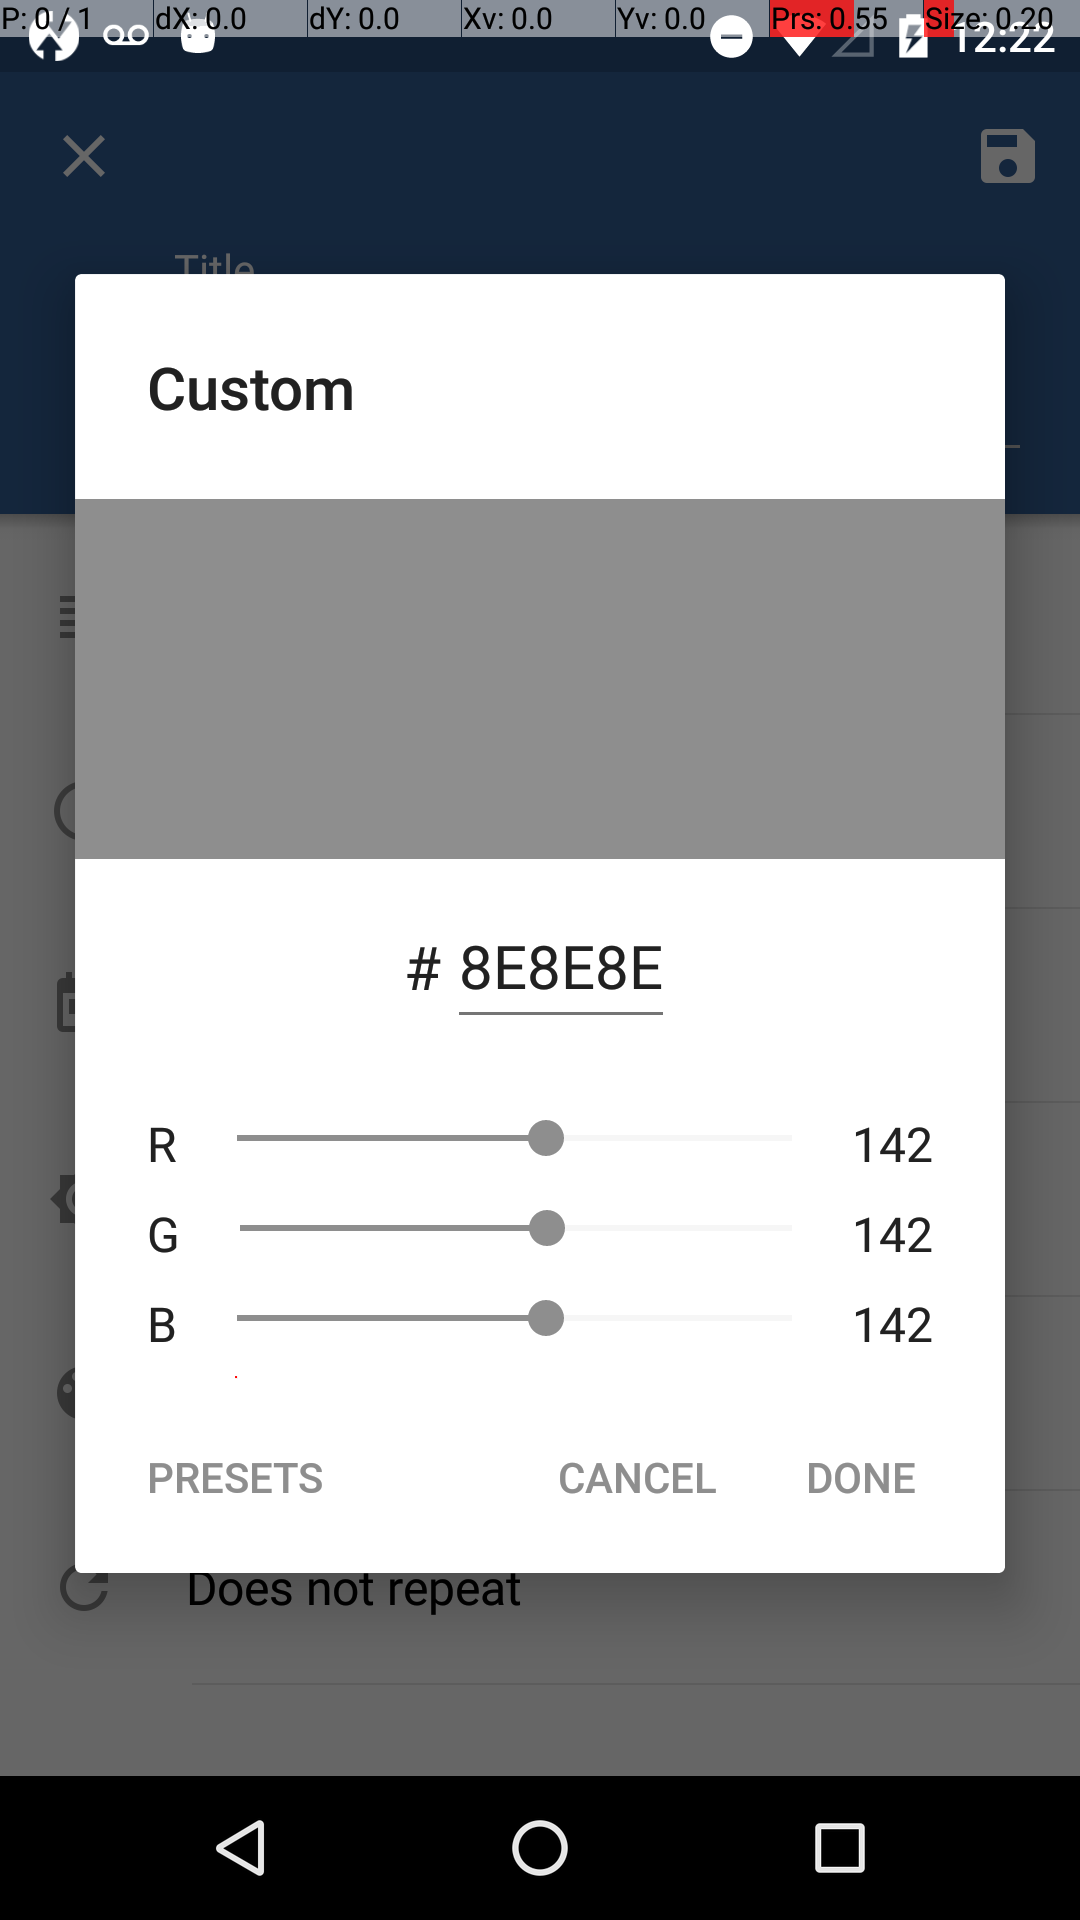 P: 0 / 1 dX: 0.0 dY: 0.0 Xv: 0.0 Yv: 0.0 Prs: 0.55 Size: 0.20
12:22
Title
Custom
# 8E8E8E
R 142
G 142
B 142
PRESETS CANCEL DONE
Does not repeat